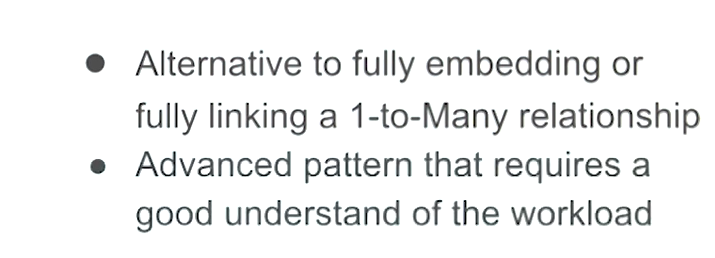 ● Alternative to fully embedding or
fully linking a 1-to-Many relationship
● Advanced pattern that requires a
good understand of the workload